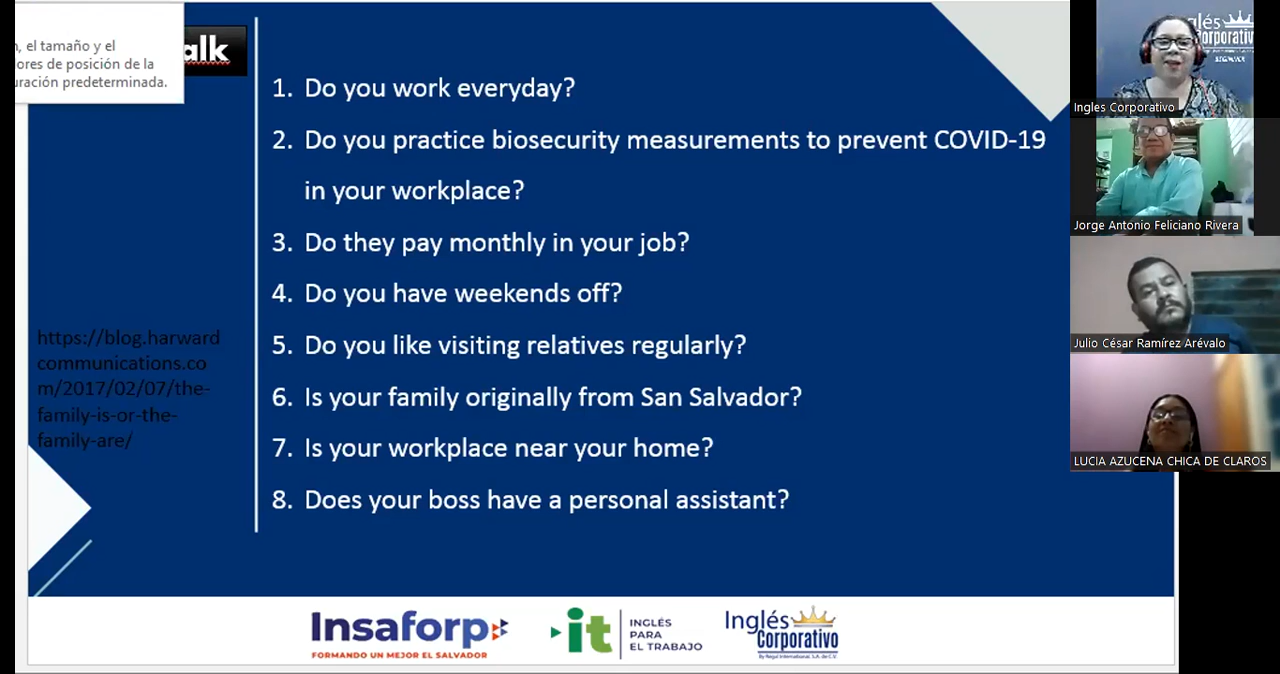 , el tamaño y el
ores de posición de la
uración predeterminada.
alk
1. Do you work everyday?
2. Do you practice biosecurity measurements to prevent COVID-19
in your workplace?
3. Do they pay monthly in your job?
4. Do you have weekends off?
5. Do you like visiting relatives regularly?
6. Is your family originally from San Salvador?
7. Is your workplace near your home?
8. Does your boss have a personal assistant?
https://blog.harward
communications.co
m/2017/02/07/the-
family-is-or-the-
family-are/
Insaforp
FORMANDO UN MEJOR EL SALVADOR
it
INGLÉS
PARA
EL TRABAJO
Inglés
Corporativo
By Regal International, S.A. de C.V.
glés
Corporativo
Ingles Corporativo
Jorge Antonio Feliciano Rivera
Julio César Ramírez Arévalo
LUCIA AZUCENA CHICA DE CLAROS